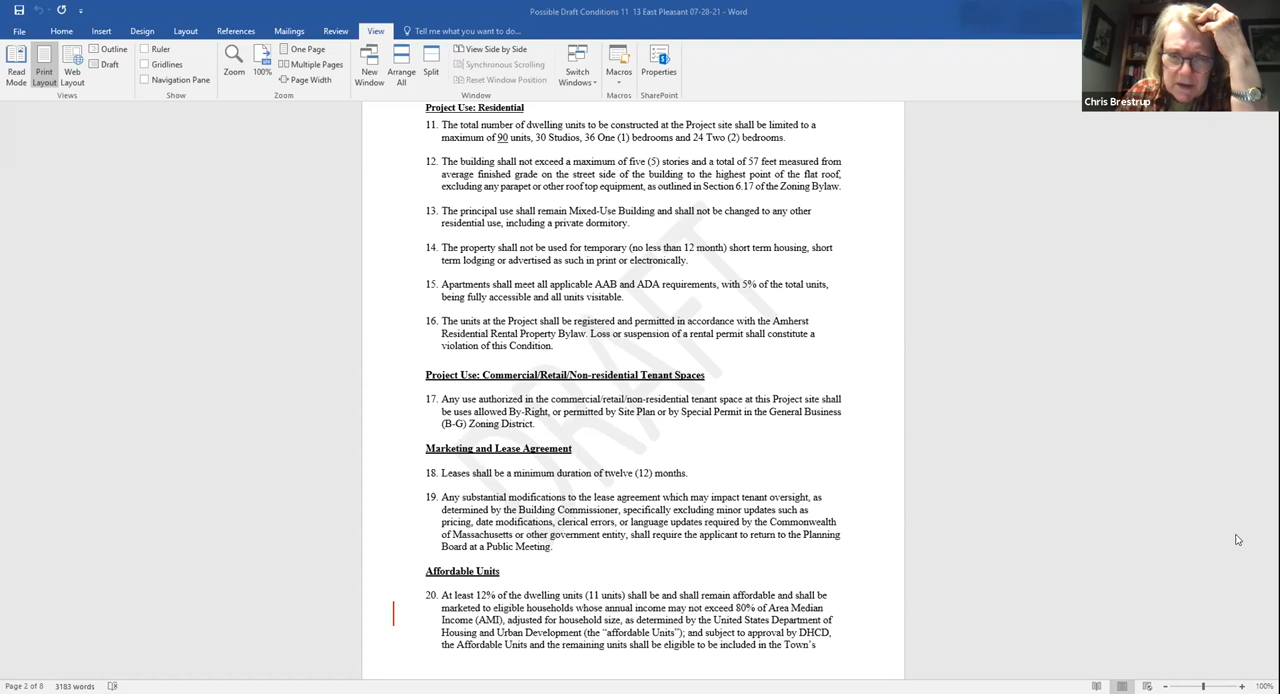 Possible Draft Conditions 11 13 East Pleasant 07-28-21 - Word
File Home Insert Design Layout References Mailings Review View Tell me what you want to do...
Read Mode
Print Layout
Web Layout
Outline
Draft
Views
Ruler
Gridlines
Navigation Pane
Show
Zoom
100%
One Page
Multiple Pages
Page Width
Zoom
New Window
Arrange All
Split
View Side by Side
Synchronous Scrolling
Reset Window Position
Window
Switch Windows
Macros
Macros
Properties
SharePoint
Chris Brestrup
Project Use: Residential
11. The total number of dwelling units to be constructed at the Project site shall be limited to a
maximum of 90 units, 30 Studios, 36 One (1) bedrooms and 24 Two (2) bedrooms.
12. The building shall not exceed a maximum of five (5) stories and a total of 57 feet measured from
average finished grade on the street side of the building to the highest point of the flat roof,
excluding any parapet or other roof top equipment, as outlined in Section 6.17 of the Zoning Bylaw.
13. The principal use shall remain Mixed-Use Building and shall not be changed to any other
residential use, including a private dormitory.
14. The property shall not be used for temporary (no less than 12 month) short term housing, short
term lodging or advertised as such in print or electronically.
15. Apartments shall meet all applicable AAB and ADA requirements, with 5% of the total units,
being fully accessible and all units visitable.
16. The units at the Project shall be registered and permitted in accordance with the Amherst
Residential Rental Property Bylaw. Loss or suspension of a rental permit shall constitute a
violation of this Condition.
Project Use: Commercial/Retail/Non-residential Tenant Spaces
17. Any use authorized in the commercial/retail/non-residential tenant space at this Project site shall
be uses allowed By-Right, or permitted by Site Plan or by Special Permit in the General Business
(B-G) Zoning District.
Marketing and Lease Agreement
18. Leases shall be a minimum duration of twelve (12) months.
19. Any substantial modifications to the lease agreement which may impact tenant oversight, as
determined by the Building Commissioner, specifically excluding minor updates such as
pricing, date modifications, clerical errors, or language updates required by the Commonwealth
of Massachusetts or other government entity, shall require the applicant to return to the Planning
Board at a Public Meeting.
Affordable Units
20. At least 12% of the dwelling units (11 units) shall be and shall remain affordable and shall be
marketed to eligible households whose annual income may not exceed 80% of Area Median
Income (AMI), adjusted for household size, as determined by the United States Department of
Housing and Urban Development (the “affordable Units”); and subject to approval by DHCD,
the Affordable Units and the remaining units shall be eligible to be included in the Town’s
DRAFT
Page 2 of 8 3183 words
100%